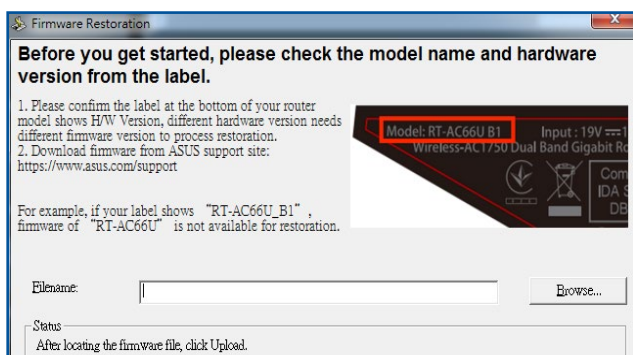 Firmware Restoration
Before you get started, please check the model name and hardware
version from the label.
1. Please confirm the label at the bottom of your router
model shows H/W Version, different hardware version needs
different firmware version to process restoration.
2. Download firmware from ASUS support site:
https://www.asus.com/support
For example, if your label shows “RT-AC66U_B1”,
firmware of “RT-AC66U” is not available for restoration.
Model: RT-AC66U B1 Input : 19V
Wireless-AC1750 Dual Band Gigabit Ro
Com
IDA S
DB
Filename:
Browse...
Status
After locating the firmware file, click Upload.